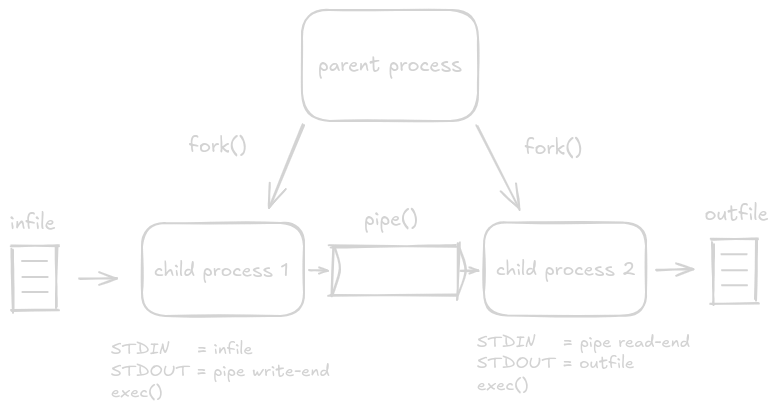 parent process
fork()
fork()
infile
pipe()
outfile
child process 1
child process 2
STDIN = infile
STDOUT = pipe write-end
exec()
STDIN = pipe read-end
STDOUT = outfile
exec()